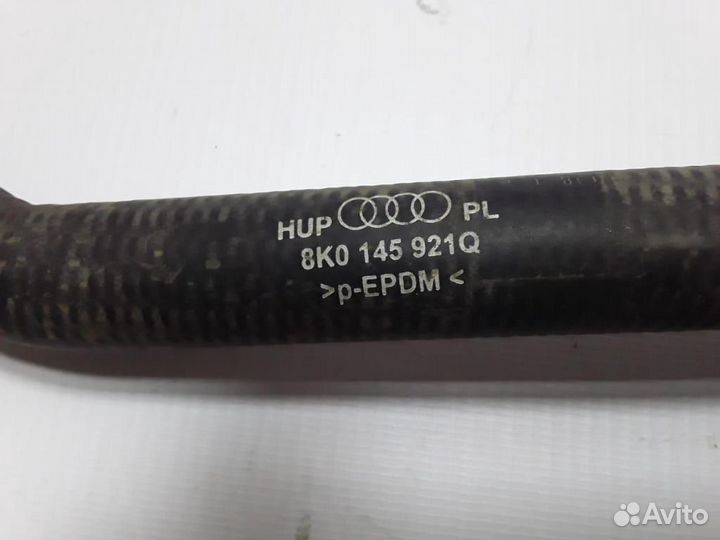 HUP PL
8K0 145 921Q
>p-EPDM<
Avito